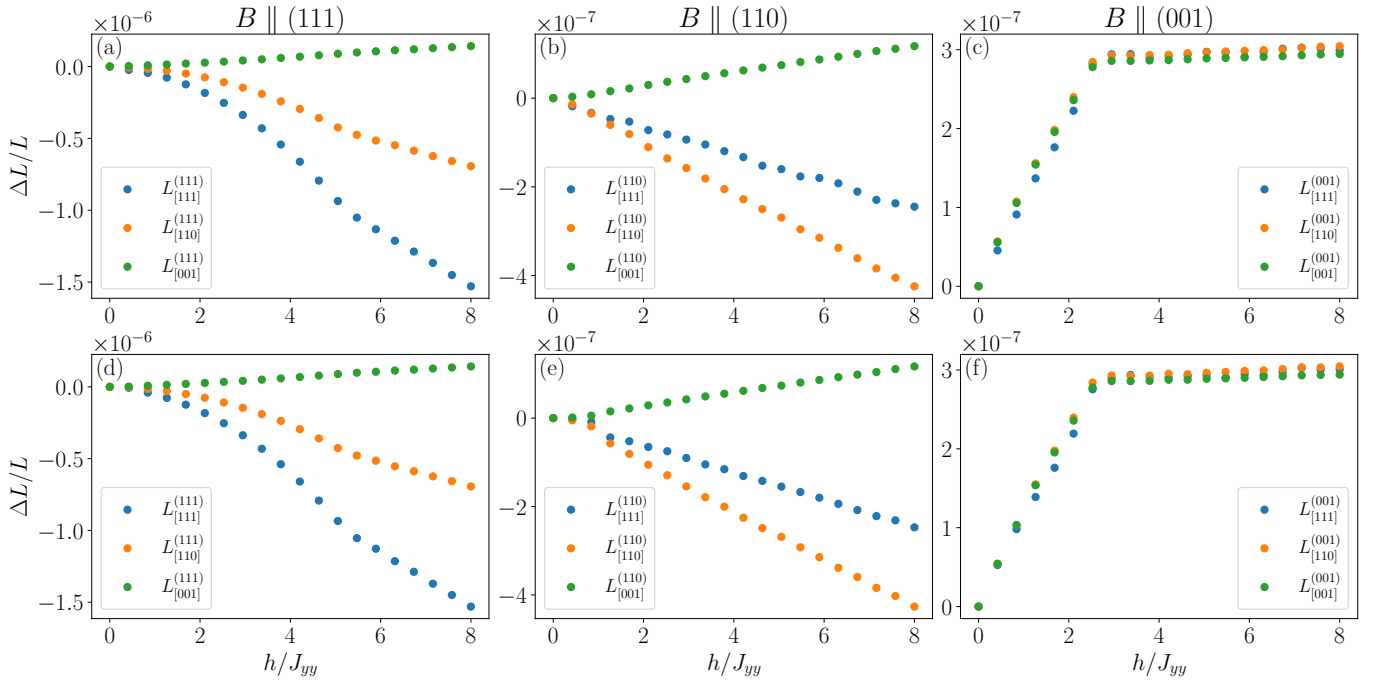 B ∥ (111) B ∥ (110) B ∥ (001)
×10⁻⁶ ×10⁻⁷ ×10⁻⁷
(a) (b) (c)
ΔL/L
0.0
−0.5
−1.0
−1.5
L^{(111)}_{[111]}
L^{(111)}_{[110]}
L^{(111)}_{[001]}
0 2 4 6 8
0
−2
−4
L^{(110)}_{[111]}
L^{(110)}_{[110]}
L^{(110)}_{[001]}
0 2 4 6 8
3
2
1
0
L^{(001)}_{[111]}
L^{(001)}_{[110]}
L^{(001)}_{[001]}
0 2 4 6 8
×10⁻⁶ ×10⁻⁷ ×10⁻⁷
(d) (e) (f)
ΔL/L
0.0
−0.5
−1.0
−1.5
L^{(111)}_{[111]}
L^{(111)}_{[110]}
L^{(111)}_{[001]}
0 2 4 6 8
h/J_{yy}
0
−2
−4
L^{(110)}_{[111]}
L^{(110)}_{[110]}
L^{(110)}_{[001]}
0 2 4 6 8
h/J_{yy}
3
2
1
0
L^{(001)}_{[111]}
L^{(001)}_{[110]}
L^{(001)}_{[001]}
0 2 4 6 8
h/J_{yy}